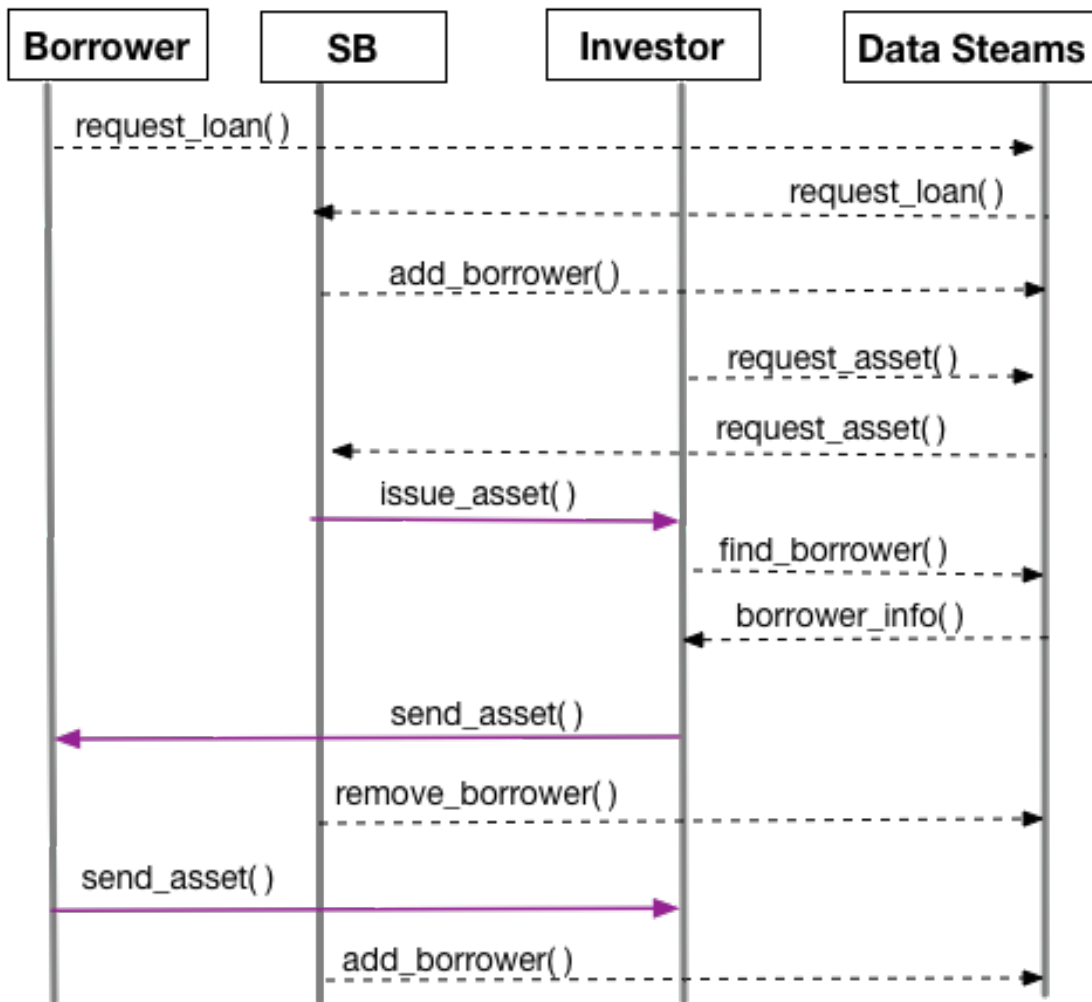 Borrower SB Investor Data Steams
request_loan( )
request_loan( )
add_borrower( )
request_asset( )
request_asset( )
issue_asset( )
find_borrower( )
borrower_info( )
send_asset( )
remove_borrower( )
send_asset( )
add_borrower( )